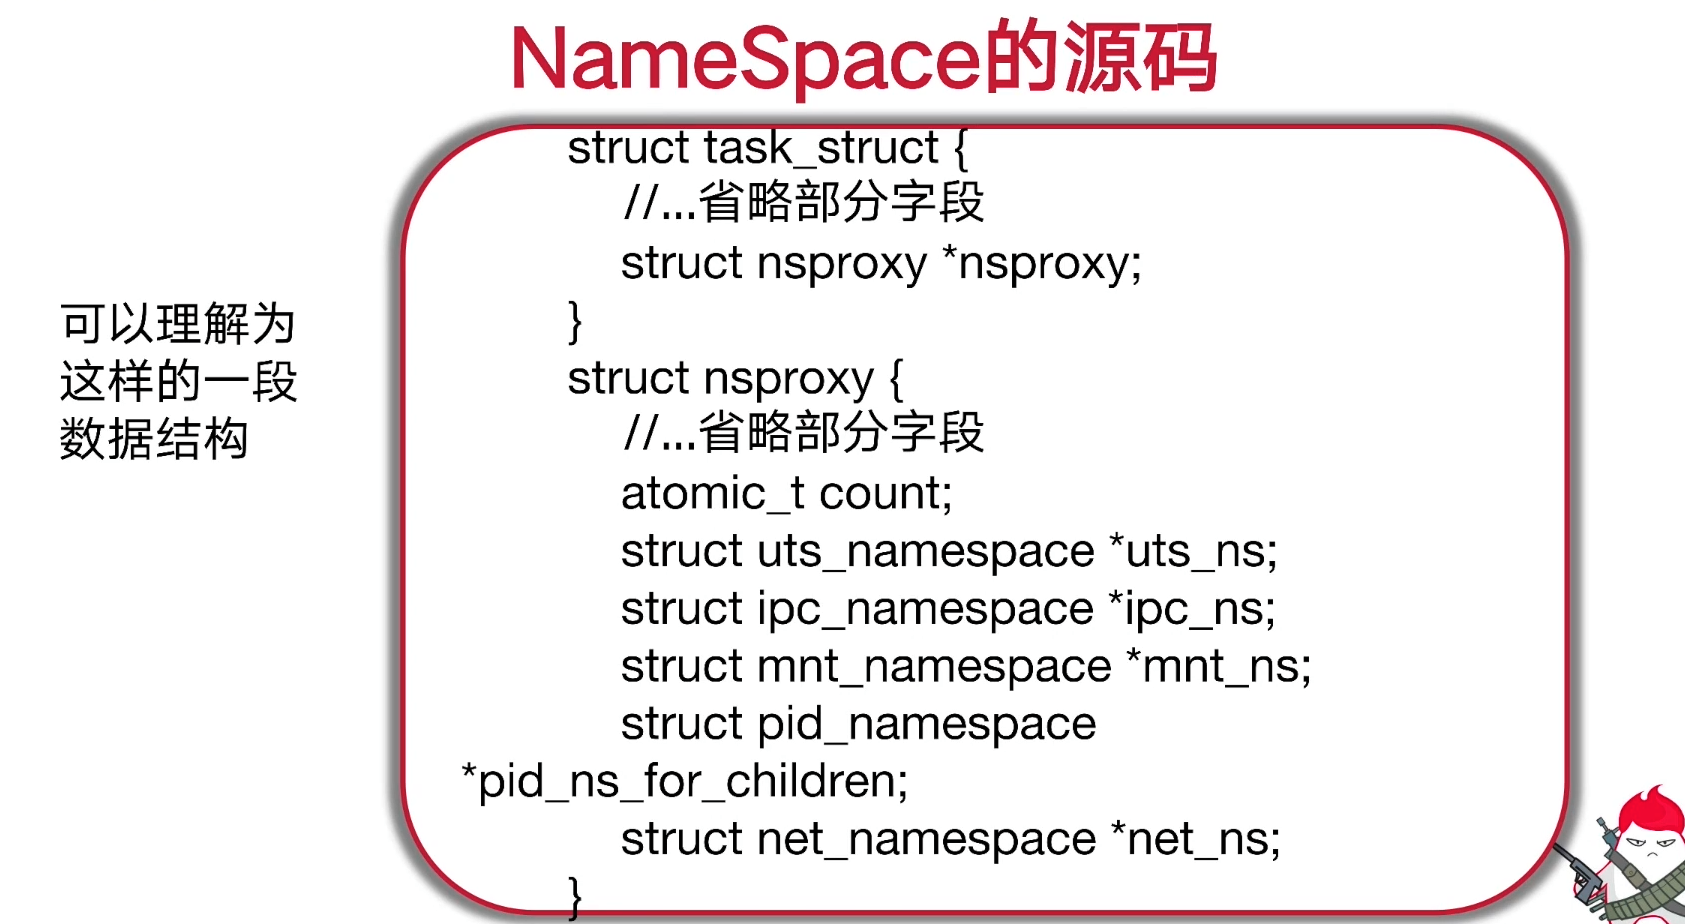 NameSpace的源码
可以理解为
这样的一段
数据结构
struct task_struct {
//...省略部分字段
struct nsproxy *nsproxy;
}
struct nsproxy {
//...省略部分字段
atomic_t count;
struct uts_namespace *uts_ns;
struct ipc_namespace *ipc_ns;
struct mnt_namespace *mnt_ns;
struct pid_namespace
*pid_ns_for_children;
struct net_namespace *net_ns;
}